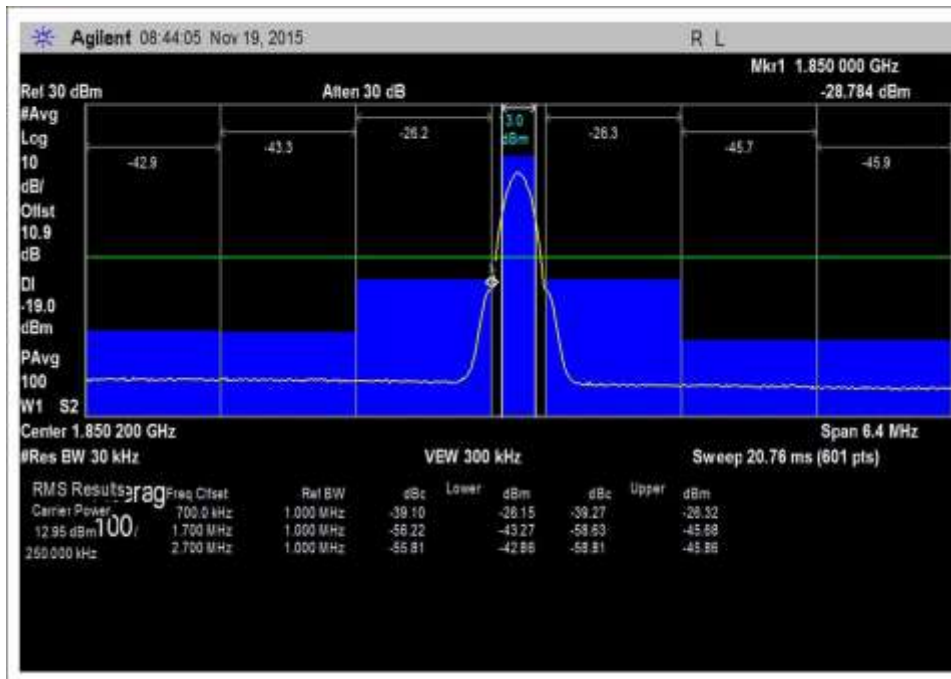 Agilent 08:44:05 Nov 19, 2015 R L
Mkr1 1.850 000 GHz
Ref 30 dBm Atten 30 dB -28.784 dBm
#Avg
Log
10
dB/
Offst
10.9
dB
DI
-19.0
dBm
PAvg
100
W1 S2
-42.9 -43.3 -26.2 3.0 dBm -26.3 -45.7 -45.9
1
Center 1.850 200 GHz Span 6.4 MHz
#Res BW 30 kHz VBW 300 kHz Sweep 20.76 ms (601 pts)
RMS Results Freq Offset Ref BW dBc Lower dBm dBc Upper dBm
Carrier Power 700.0 kHz 1.000 MHz -39.10 -26.15 -39.27 -26.32
12.95 dBm/ 1.700 MHz 1.000 MHz -56.22 -43.27 -58.63 -45.68
250.000 kHz 2.700 MHz 1.000 MHz -55.81 -42.86 -58.81 -45.86
100